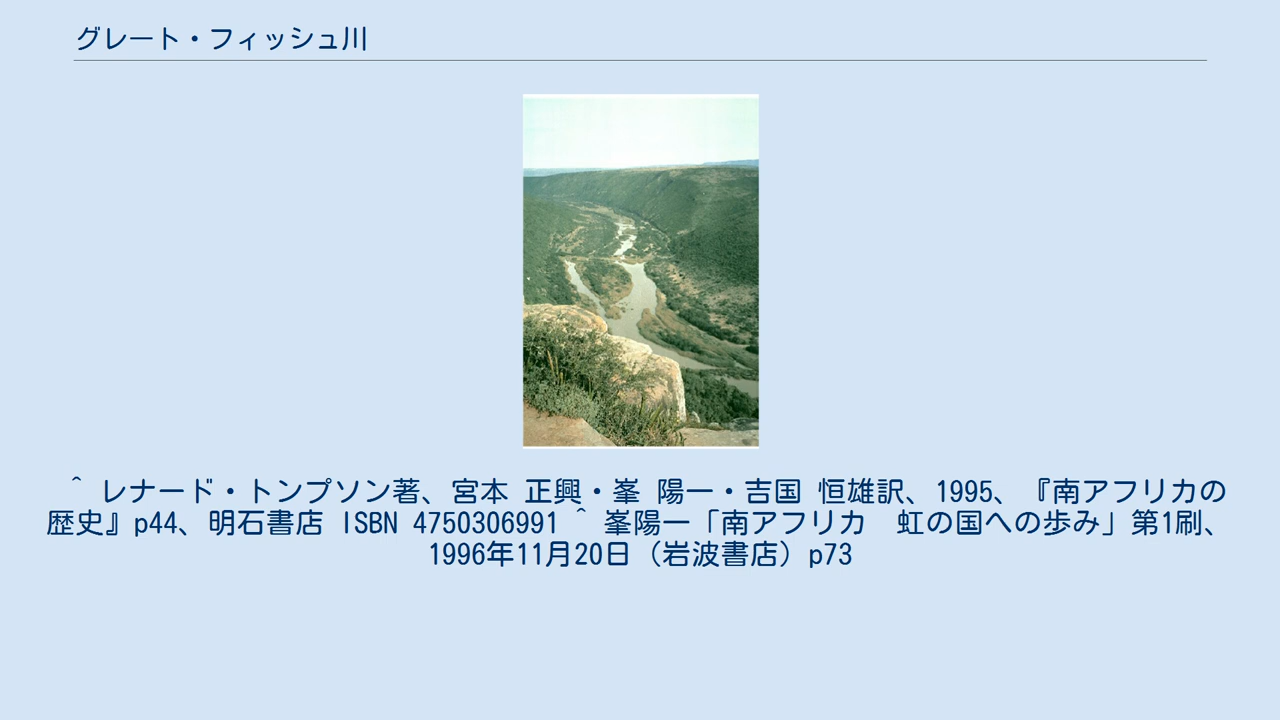 グレート・フィッシュ川
^ レナード・トンプソン著、宮本 正興・峯 陽一・吉国 恒雄訳、1995、『南アフリカの
歴史』p44、明石書店 ISBN 4750306991 ^ 峯陽一「南アフリカ　虹の国への歩み」第1刷、
1996年11月20日（岩波書店）p73